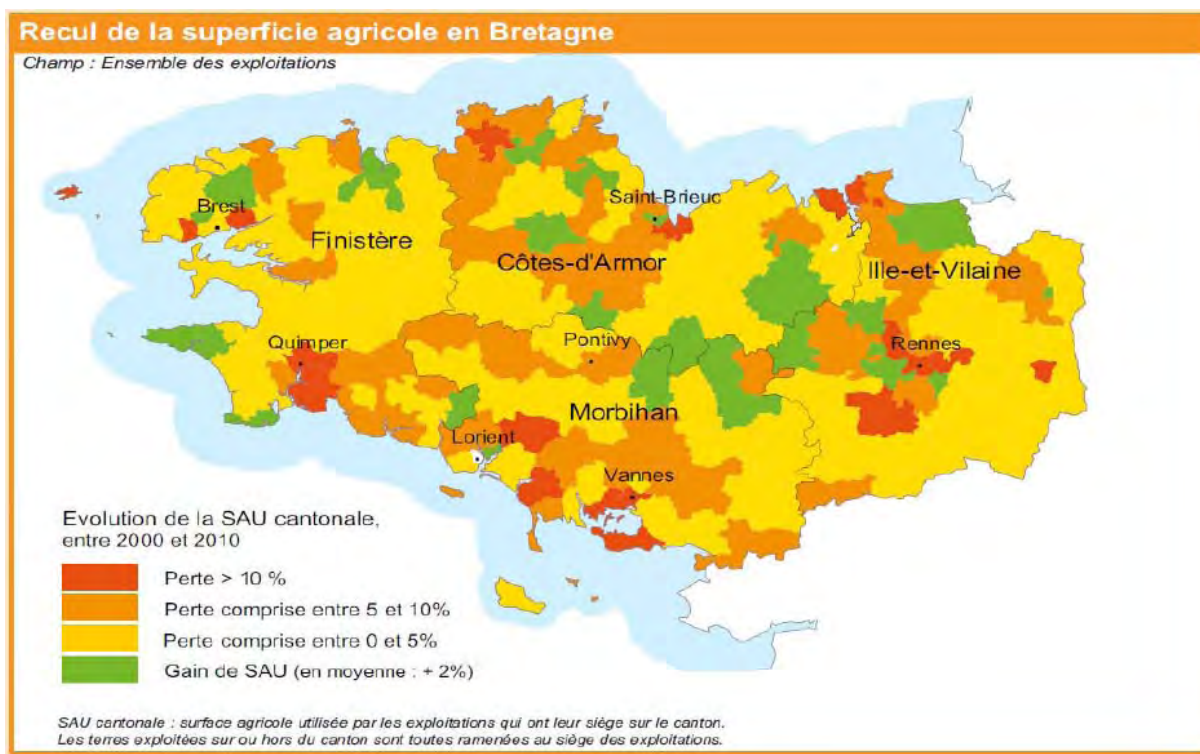 Recul de la superficie agricole en Bretagne
Champ : Ensemble des exploitations
Saint-Brieuc
Brest
Finistère
Côtes-d'Armor
Ille-et-Vilaine
Quimper
Pontivy
Rennes
Morbihan
Lorient
Vannes
Evolution de la SAU cantonale,
entre 2000 et 2010
Perte > 10 %
Perte comprise entre 5 et 10%
Perte comprise entre 0 et 5%
Gain de SAU (en moyenne : + 2%)
SAU cantonale : surface agricole utilisée par les exploitations qui ont leur siège sur le canton.
Les terres exploitées sur ou hors du canton sont toutes ramenées au siège des exploitations.